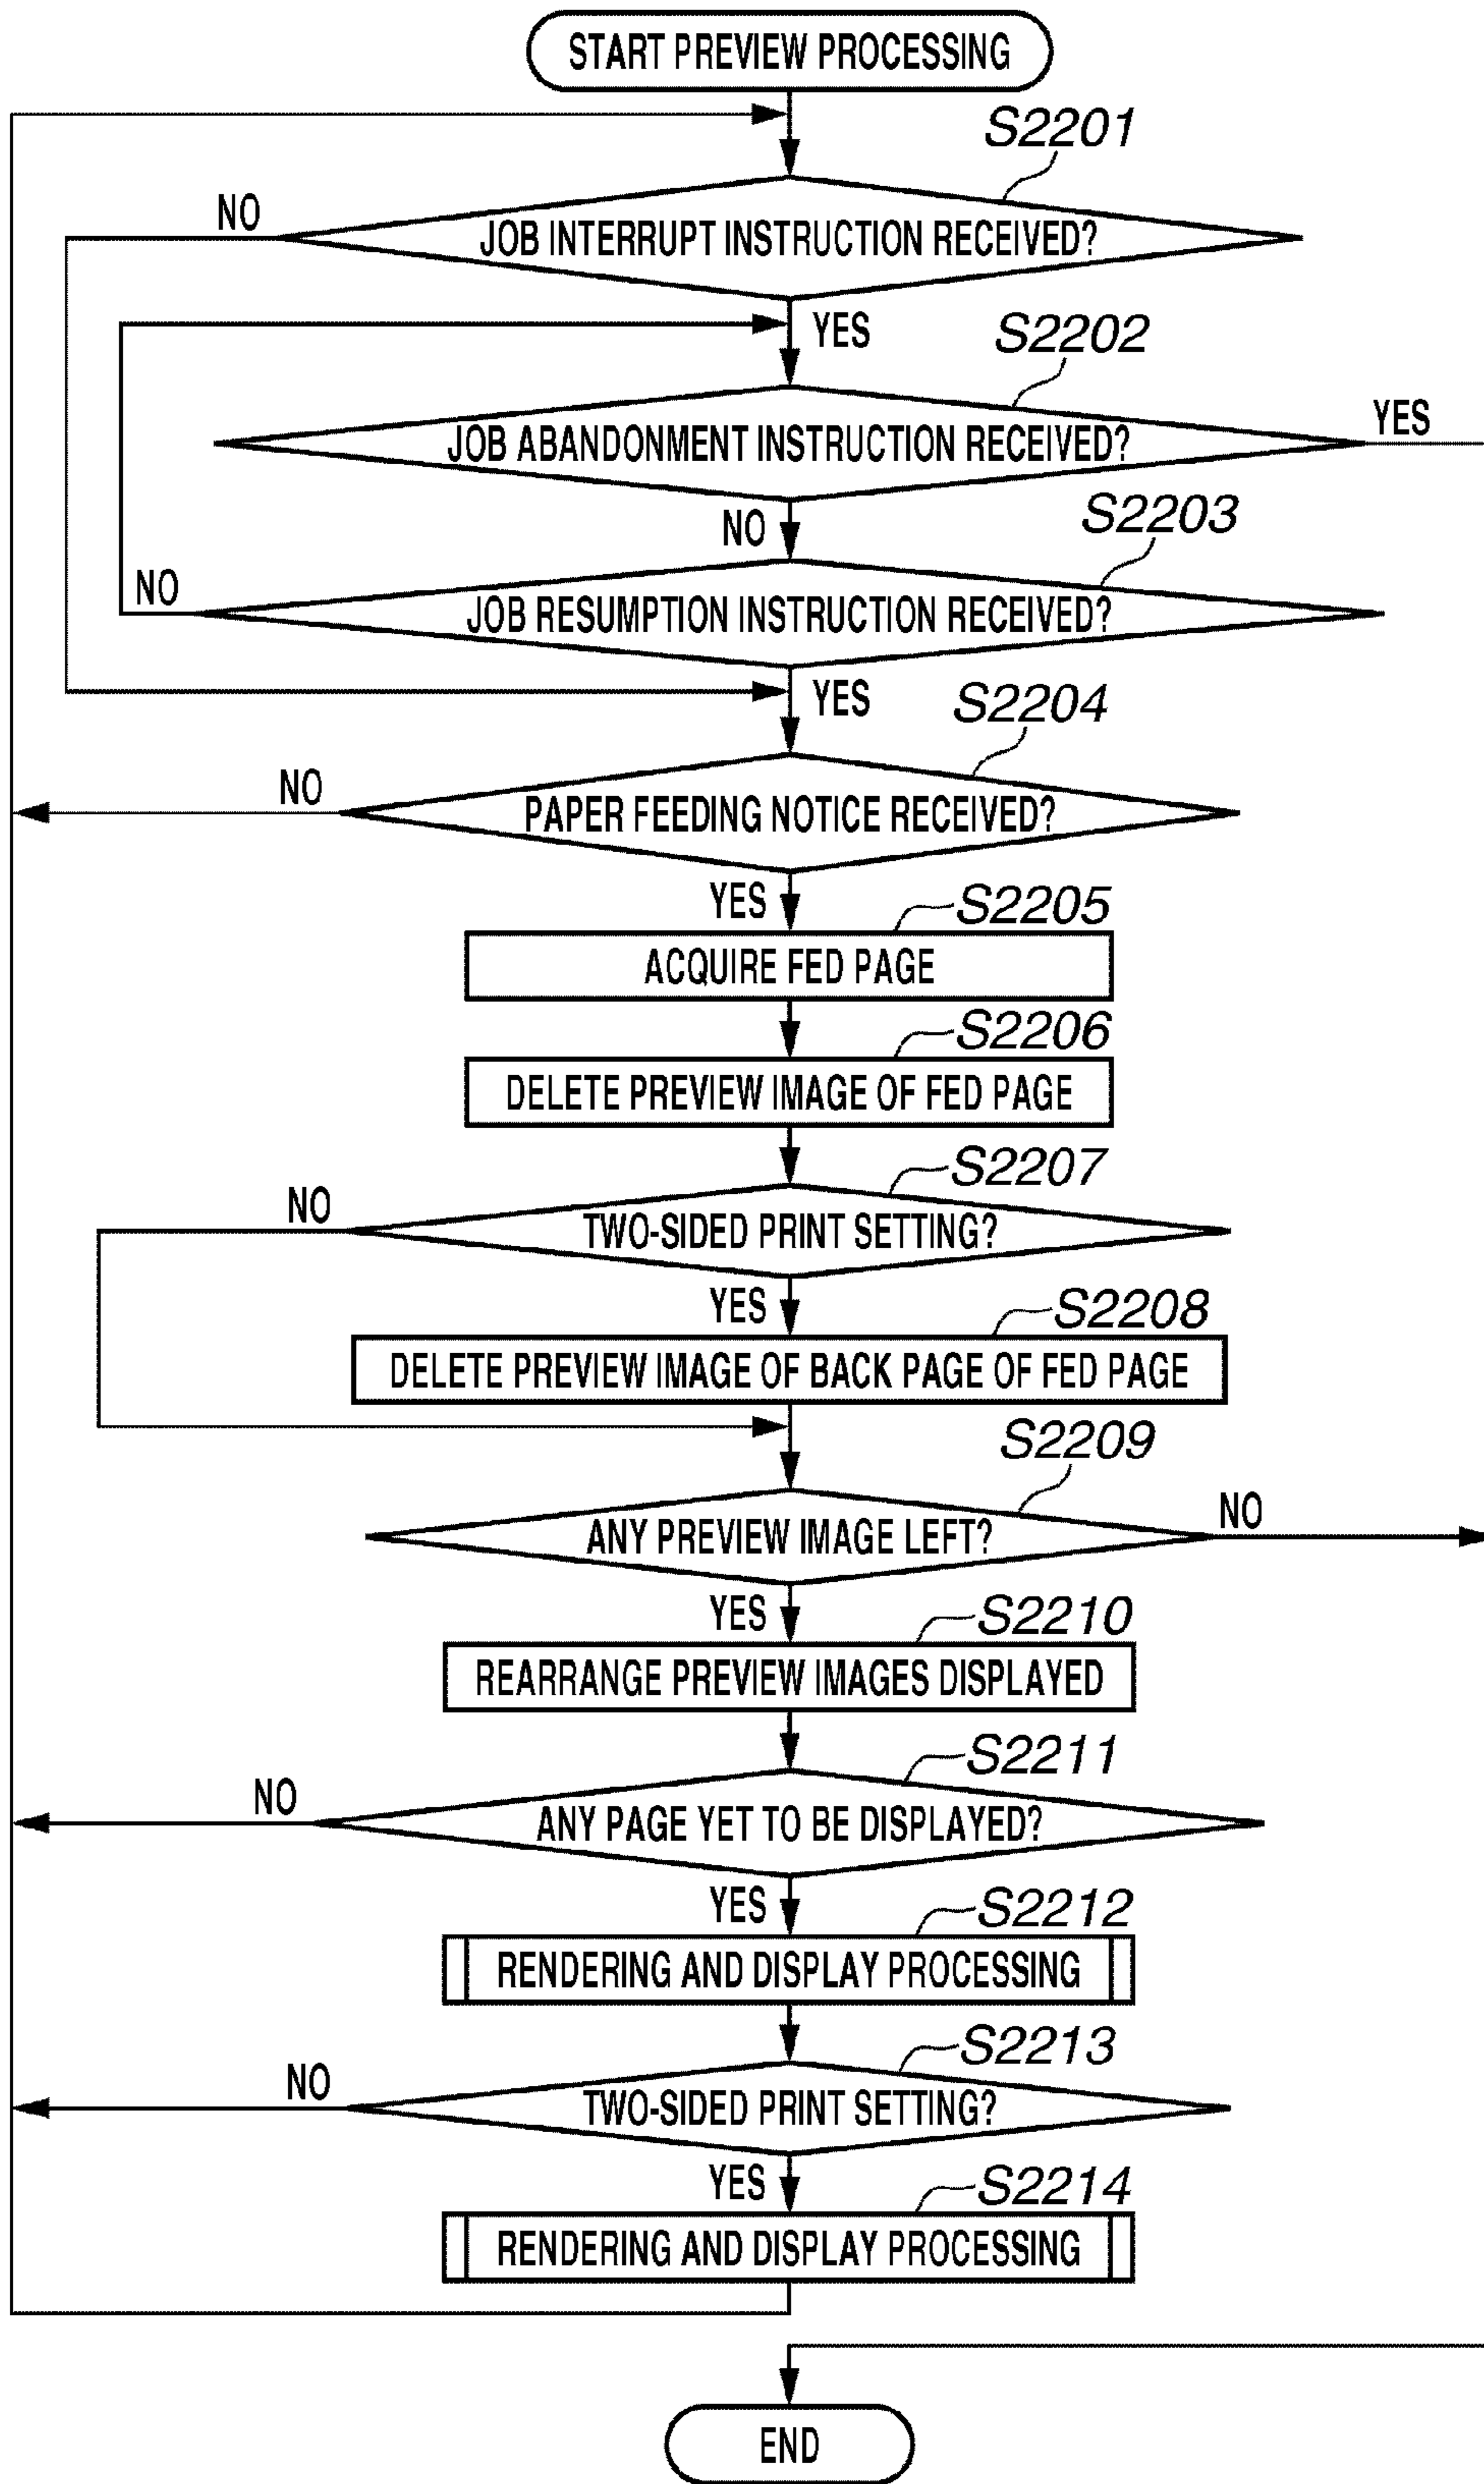 START PREVIEW PROCESSING
S2201
NO
JOB INTERRUPT INSTRUCTION RECEIVED?
YES
S2202
YES
JOB ABANDONMENT INSTRUCTION RECEIVED?
NO
S2203
NO
JOB RESUMPTION INSTRUCTION RECEIVED?
YES
S2204
NO
PAPER FEEDING NOTICE RECEIVED?
YES
S2205
ACQUIRE FED PAGE
S2206
DELETE PREVIEW IMAGE OF FED PAGE
S2207
NO
TWO-SIDED PRINT SETTING?
YES
S2208
DELETE PREVIEW IMAGE OF BACK PAGE OF FED PAGE
S2209
NO
ANY PREVIEW IMAGE LEFT?
YES
S2210
REARRANGE PREVIEW IMAGES DISPLAYED
S2211
NO
ANY PAGE YET TO BE DISPLAYED?
YES
S2212
RENDERING AND DISPLAY PROCESSING
S2213
NO
TWO-SIDED PRINT SETTING?
YES
S2214
RENDERING AND DISPLAY PROCESSING
END